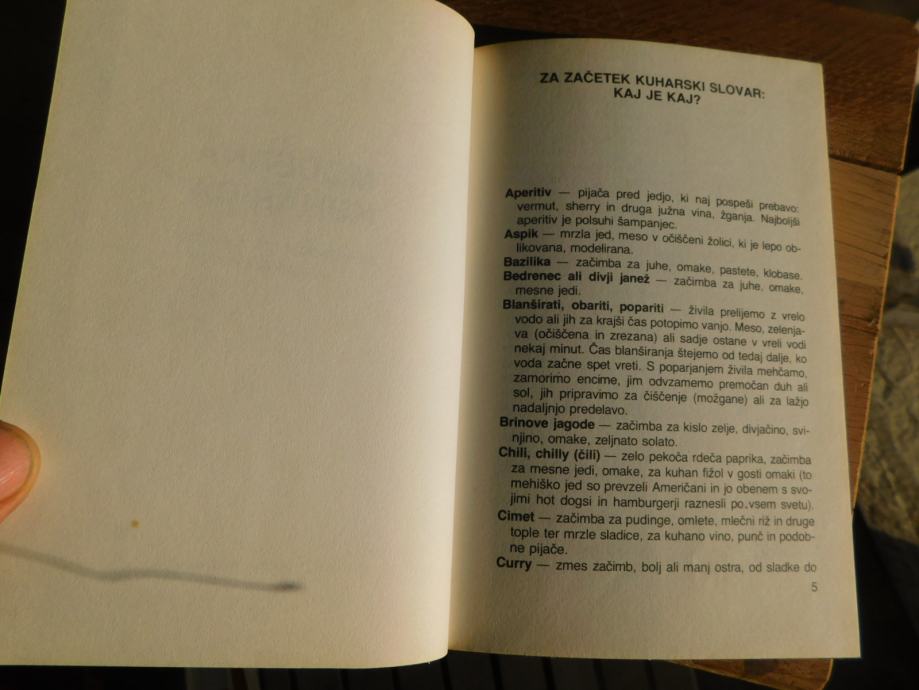 ZA ZAČETEK KUHARSKI SLOVAR:
KAJ JE KAJ?
Aperitiv — pijača pred jedjo, ki naj pospeši prebavo:
vermut, sherry in druga južna vina, žganja. Najboljši
aperitiv je polsuhi šampanjec.
Aspik — mrzla jed, meso v očiščeni žolici, ki je lepo ob-
likovana, modelirana.
Bazilika — začimba za juhe, omake, pastete, klobase.
Bedrenec ali divji janež — začimba za juhe, omake,
mesne jedi.
Blanširati, obariti, popariti — živila prelijemo z vrelo
vodo ali jih za krajši čas potopimo vanjo. Meso, zelenja-
va (očiščena in zrezana) ali sadje ostane v vreli vodi
nekaj minut. Čas blanširanja štejemo od tedaj dalje, ko
voda začne spet vreti. S poparjanjem živila mehčamo,
zamorimo encime, jim odvzamemo premočan duh ali
sol, jih pripravimo za čiščenje (možgane) ali za lažjo
nadaljnjo predelavo.
Brinove jagode — začimba za kislo zelje, divjačino, svi-
njino, omake, zeljnato solato.
Chili, chilly (čili) — zelo pekoča rdeča paprika, začimba
za mesne jedi, omake, za kuhan fižol v gosti omaki (to
mehiško jed so prevzeli Američani in jo obenem s svo-
jimi hot dogsi in hamburgerji raznesli po.vsem svetu).
Cimet — začimba za pudinge, omlete, mlečni riž in druge
tople ter mrzle sladice, za kuhano vino, punč in podob-
ne pijače.
Curry — zmes začimb, bolj ali manj ostra, od sladke do
5